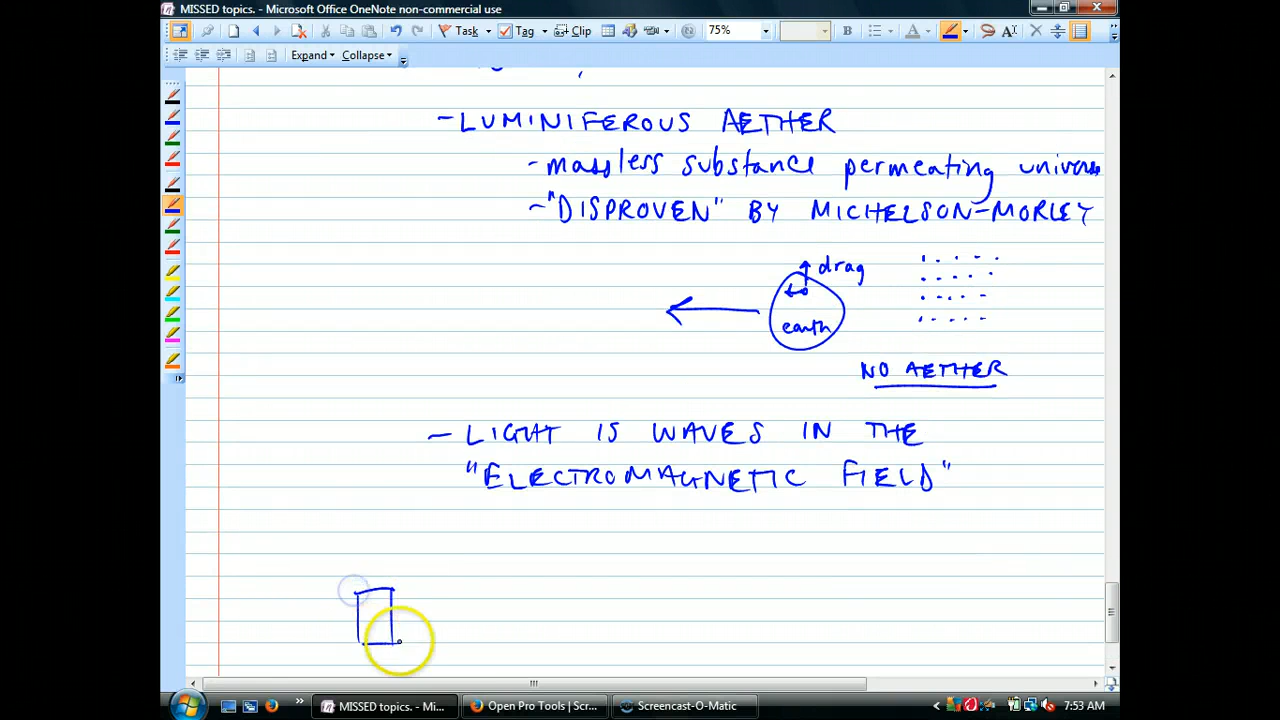 MISSED topics. - Microsoft Office OneNote non-commercial use
Task Tag Clip 75% B A
Expand Collapse
- LUMINIFEROUS AETHER
- massless substance permeating univers
- "DISPROVEN" BY MICHELSON-MORLEY
drag
earth
NO AETHER
- LIGHT IS WAVES IN THE
"ELECTROMAGNETIC FIELD"
MISSED topics. - Mi... Open Pro Tools | Scr... Screencast-O-Matic 7:53 AM